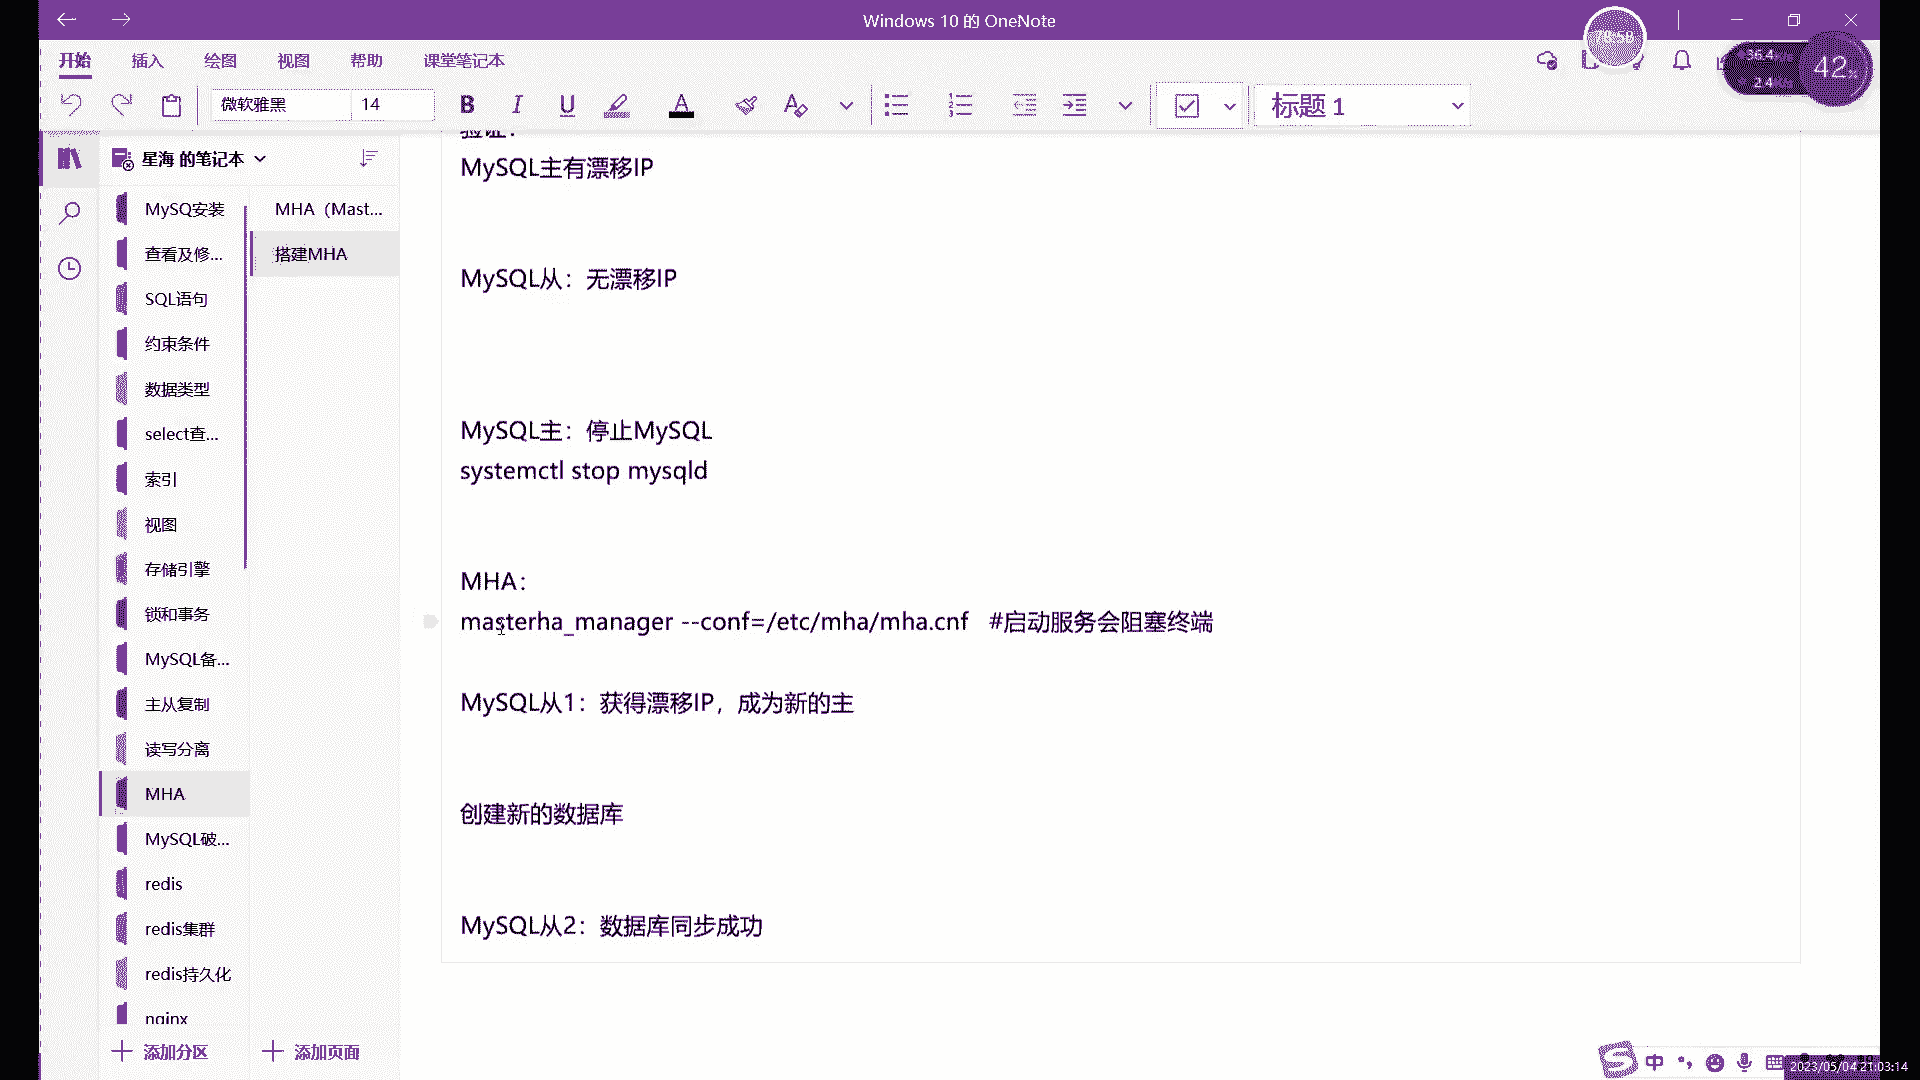 Windows 10 的 OneNote
开始 插入 绘图 视图 帮助 课堂笔记本
36.4
2.4
42%
微软雅黑 14 B I U A 标题 1
星海 的笔记本
MySQ安装
查看及修...
SQL语句
约束条件
数据类型
select查...
索引
视图
存储引擎
锁和事务
MySQL备...
主从复制
读写分离
MHA
MySQL破...
redis
redis集群
redis持久化
nginx
添加分区
MHA（Mast...
搭建MHA
添加页面
验证：
MySQL主有漂移IP
MySQL从：无漂移IP
MySQL主：停止MySQL
systemctl stop mysqld
MHA：
masterha_manager --conf=/etc/mha/mha.cnf #启动服务会阻塞终端
MySQL从1：获得漂移IP，成为新的主
创建新的数据库
MySQL从2：数据库同步成功
中
2023/05/04 21:03:14